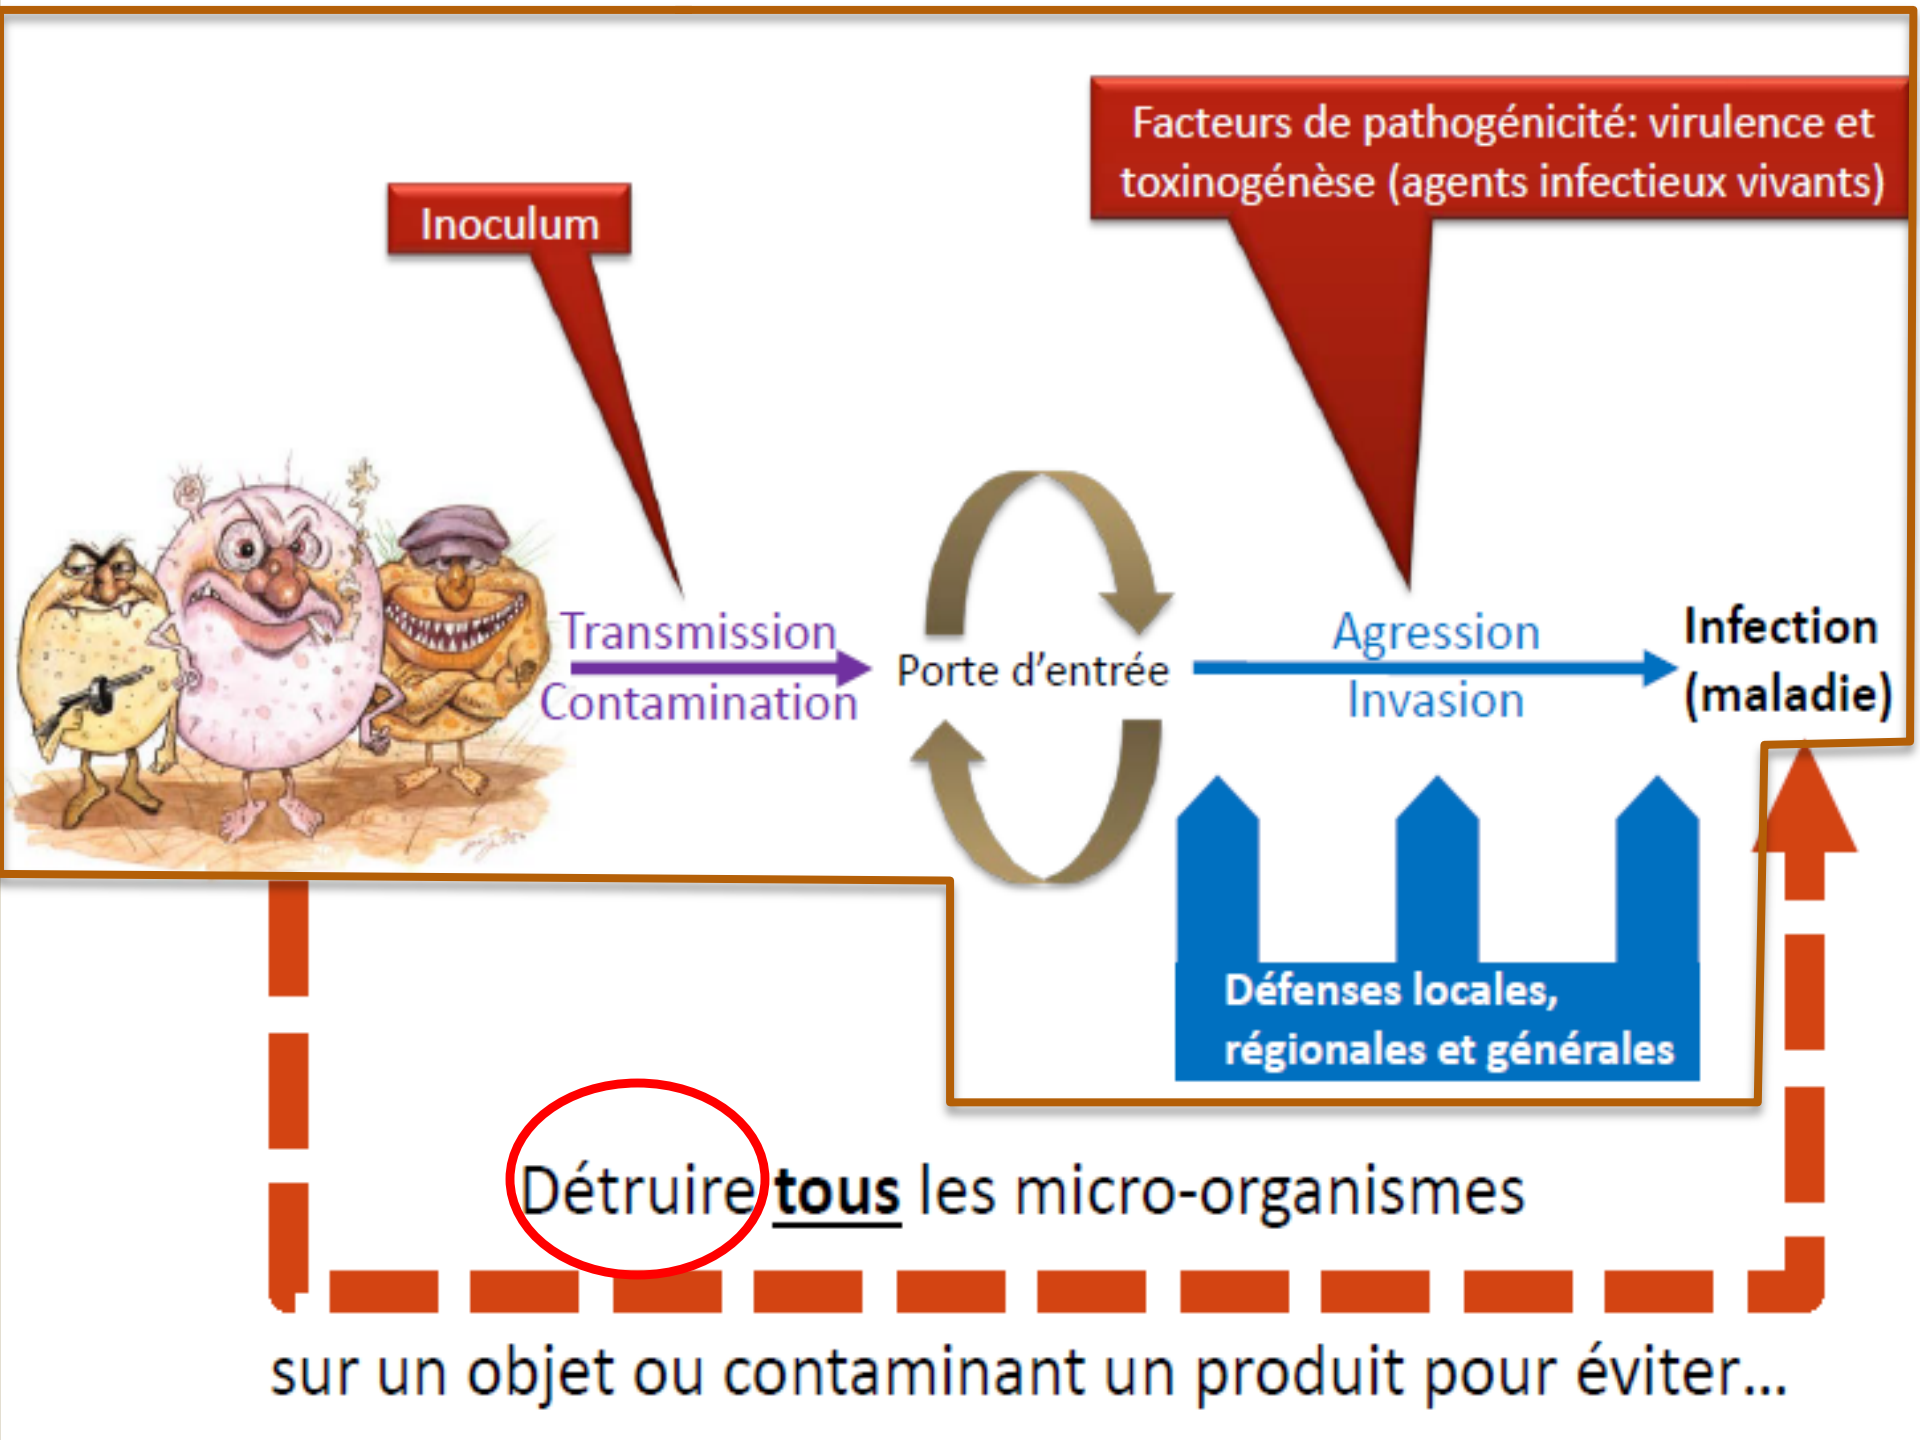 Facteurs de pathogénicité: virulence et
toxinogénèse (agents infectieux vivants)
Inoculum
Transmission
Contamination
Porte d'entrée
Agression
Invasion
Infection
(maladie)
Défenses locales,
régionales et générales
Détruire tous les micro-organismes
sur un objet ou contaminant un produit pour éviter...